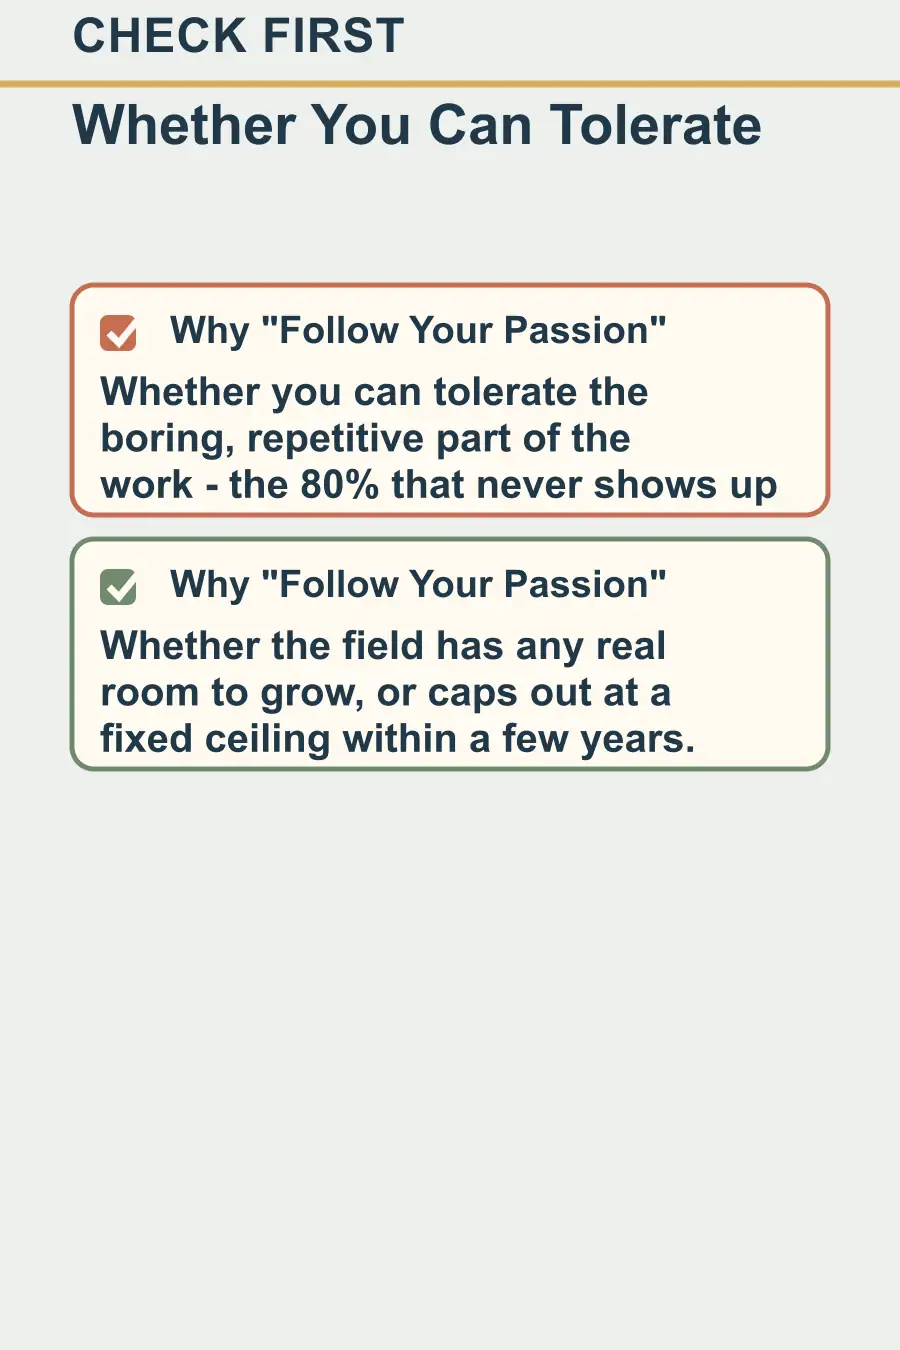 CHECK FIRST
Whether You Can Tolerate
Why "Follow Your Passion"
Whether you can tolerate the
boring, repetitive part of the
work - the 80% that never shows up
Why "Follow Your Passion"
Whether the field has any real
room to grow, or caps out at a
fixed ceiling within a few years.